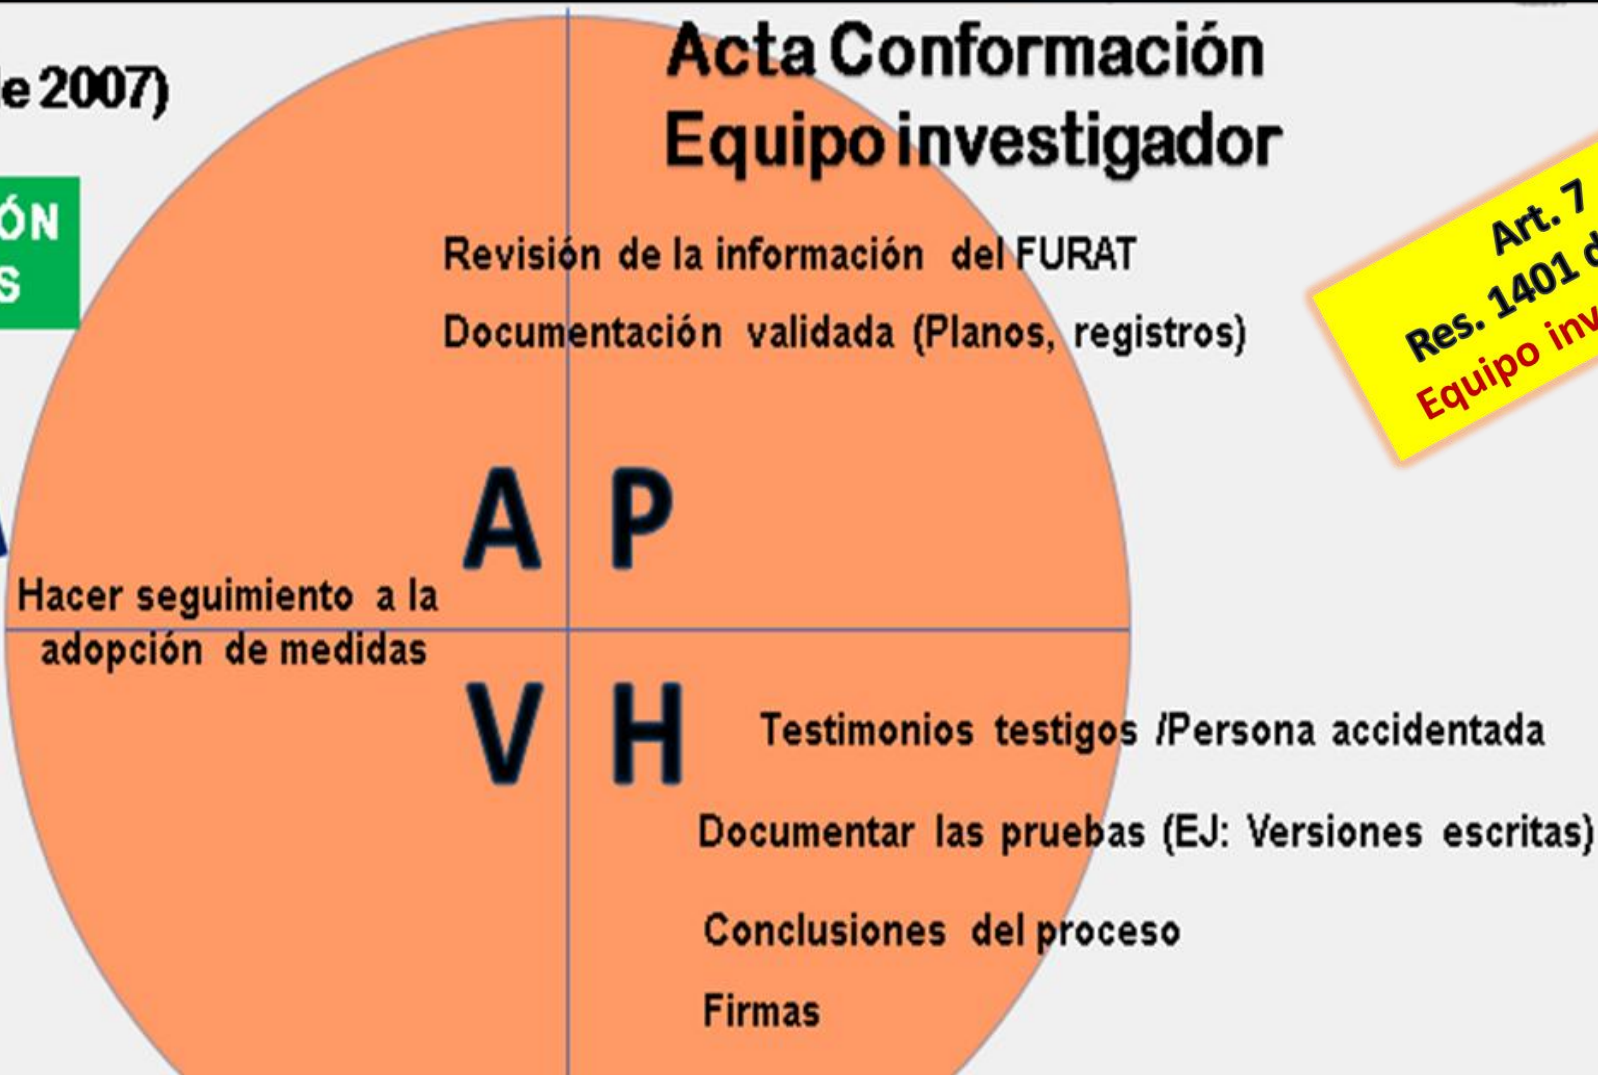 Acta Conformación
Equipo investigador
2007)
Revisión de la información del FURAT
Documentación validada (Planos, registros)
Art. 7
Res. 1401
Equipo
A P
Hacer seguimiento a la
adopción de medidas
V H
Testimonios testigos /Persona accidentada
Documentar las pruebas (EJ: Versiones escritas)
Conclusiones del proceso
Firmas